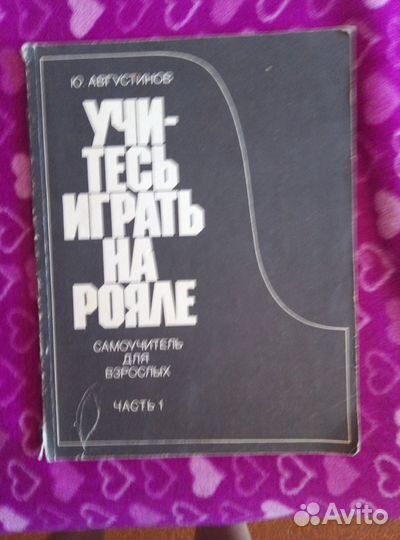 Ю. АВГУСТИНОВ
УЧИ-
ТЕСЬ
ИГРАТЬ
НА
РОЯЛЕ
САМОУЧИТЕЛЬ
ДЛЯ
ВЗРОСЛЫХ
ЧАСТЬ 1
Avito